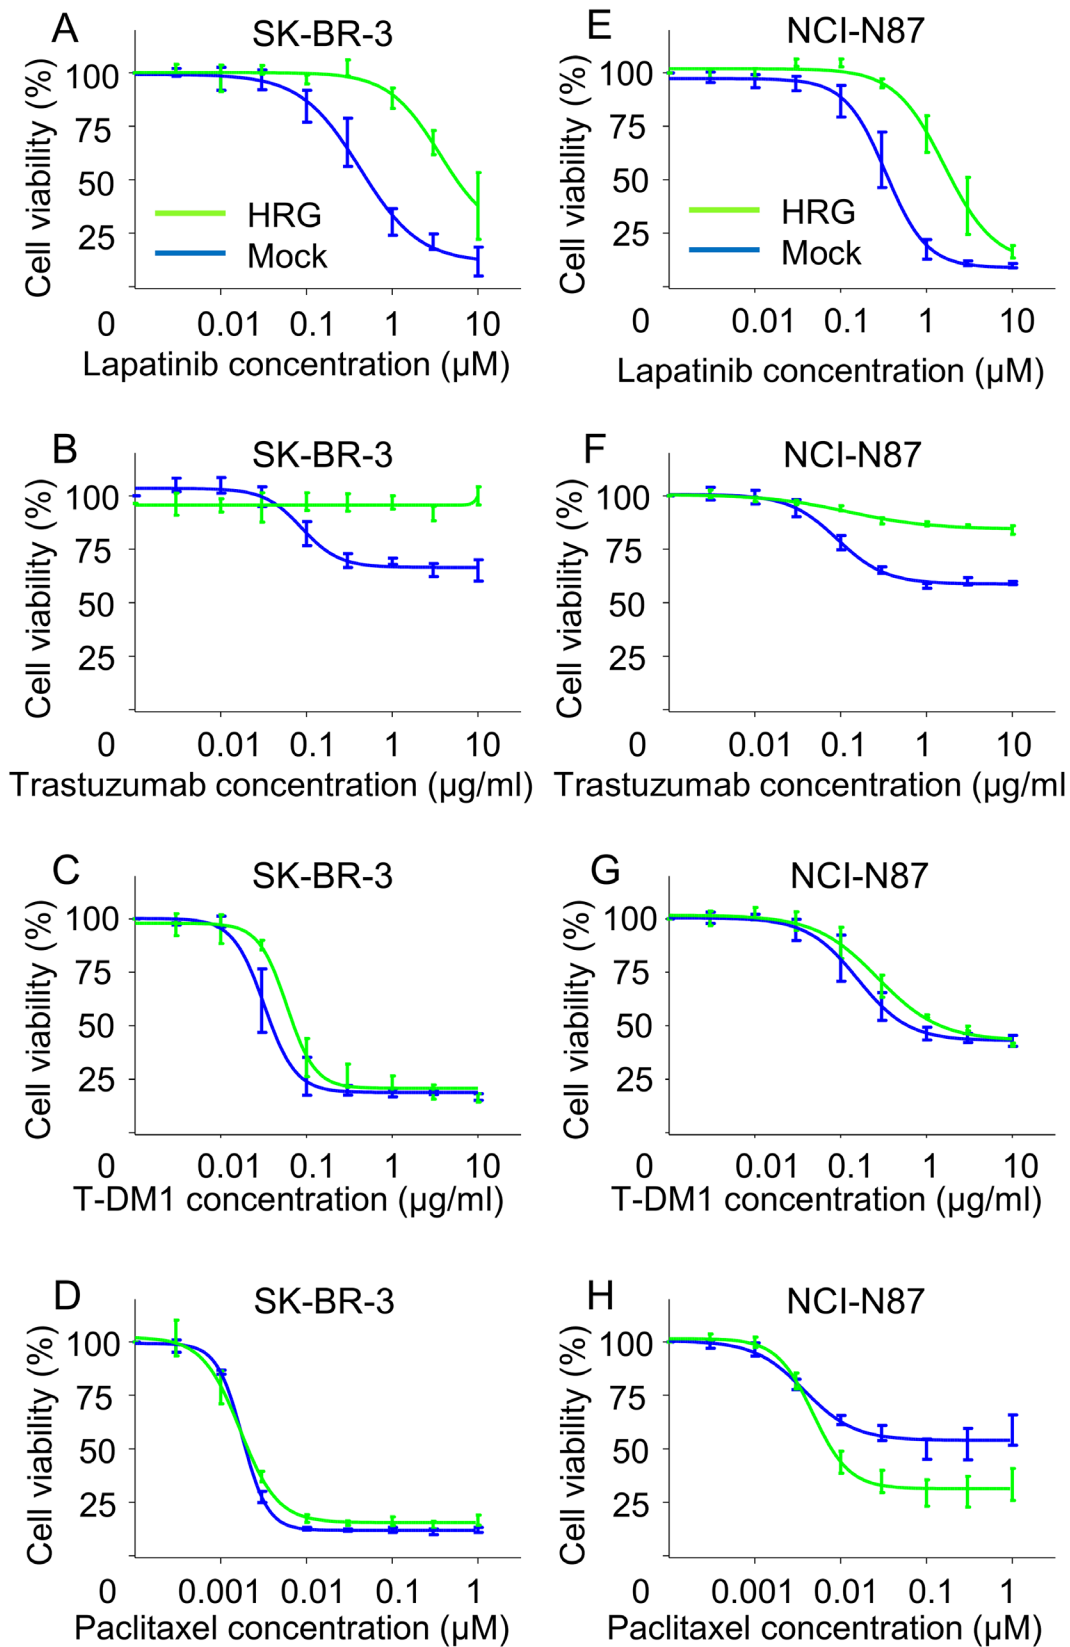 A
SK-BR-3
Cell viability (%)
100
75
50
25
HRG
Mock
0 0.01 0.1 1 10
Lapatinib concentration (µM)
E
NCI-N87
Cell viability (%)
100
75
50
25
HRG
Mock
0 0.01 0.1 1 10
Lapatinib concentration (µM)
B
SK-BR-3
Cell viability (%)
100
75
50
25
0 0.01 0.1 1 10
Trastuzumab concentration (µg/ml)
F
NCI-N87
Cell viability (%)
100
75
50
25
0 0.01 0.1 1 10
Trastuzumab concentration (µg/ml
C
SK-BR-3
Cell viability (%)
100
75
50
25
0 0.01 0.1 1 10
T-DM1 concentration (µg/ml)
G
NCI-N87
Cell viability (%)
100
75
50
25
0 0.01 0.1 1 10
T-DM1 concentration (µg/ml)
D
SK-BR-3
Cell viability (%)
100
75
50
25
0 0.001 0.01 0.1 1
Paclitaxel concentration (µM)
H
NCI-N87
Cell viability (%)
100
75
50
25
0 0.001 0.01 0.1 1
Paclitaxel concentration (µM)